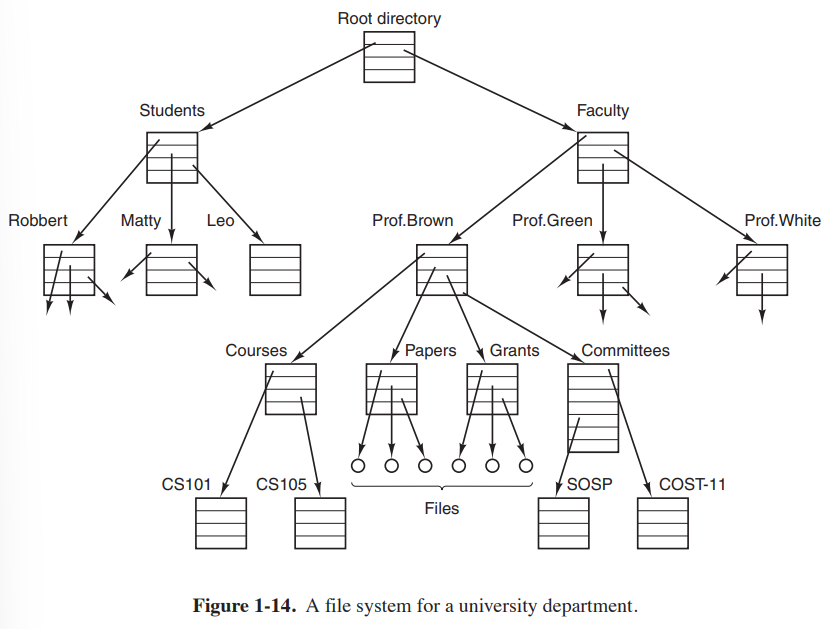 Root directory
Students
Faculty
Robbert
Matty
Leo
Prof.Brown
Prof.Green
Prof.White
Courses
Papers
Grants
Committees
CS101
CS105
Files
SOSP
COST-11
Figure 1-14. A file system for a university department.